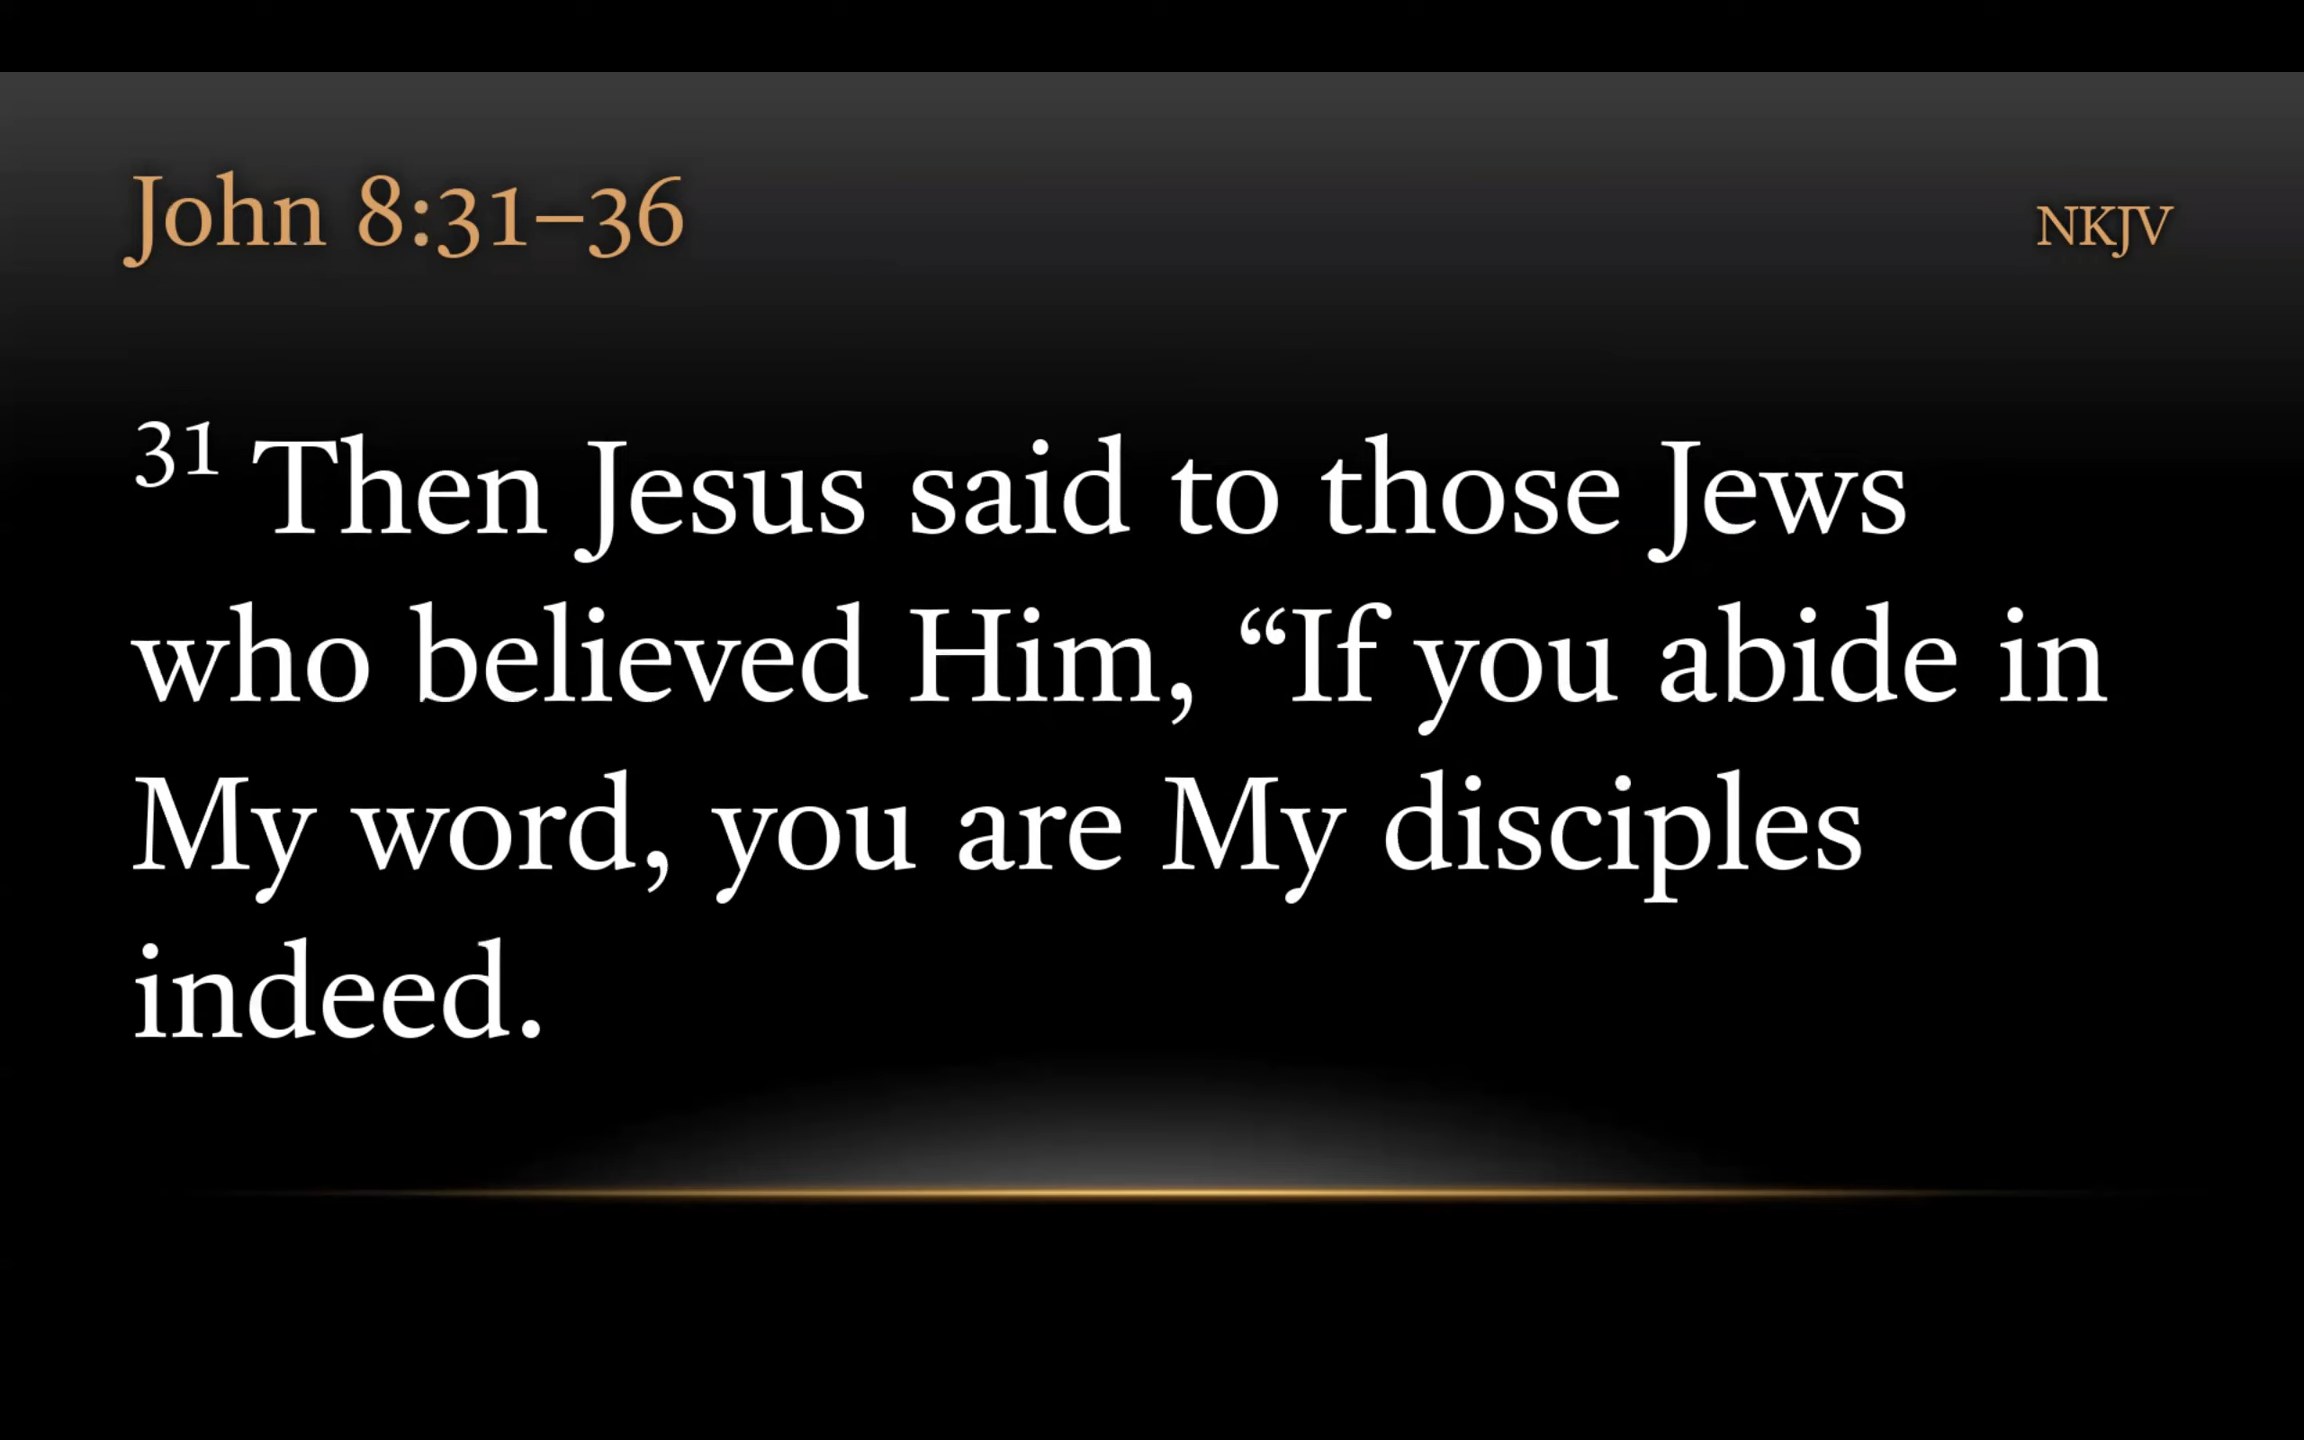 John 8:31–36
NKJV
31 Then Jesus said to those Jews
who believed Him, “If you abide in
My word, you are My disciples
indeed.